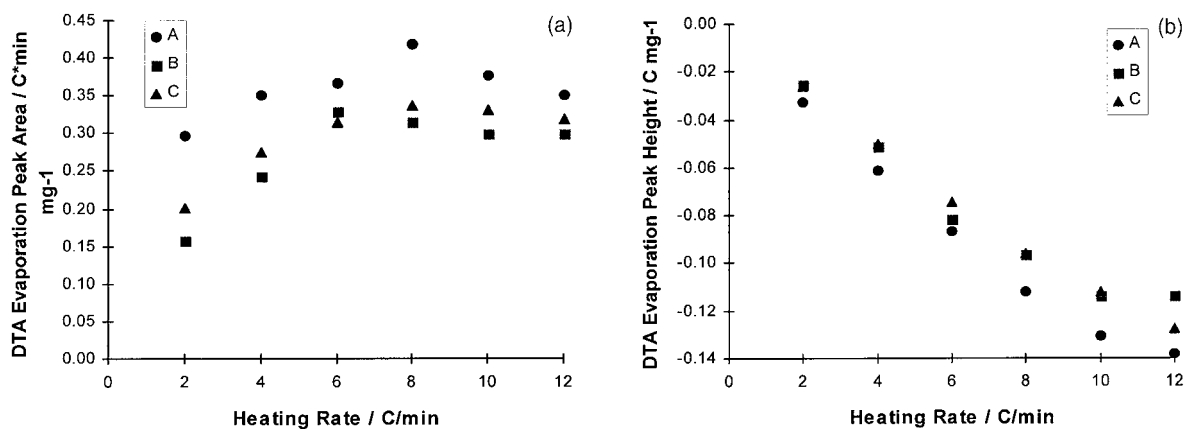 (a)
A
B
C
DTA Evaporation Peak Area / C*min
mg-1
0.45
0.40
0.35
0.30
0.25
0.20
0.15
0.10
0.05
0.00
0 2 4 6 8 10 12
Heating Rate / C/min
(b)
A
B
C
DTA Evaporation Peak Height / C mg-1
0.00
-0.02
-0.04
-0.06
-0.08
-0.10
-0.12
-0.14
0 2 4 6 8 10 12
Heating Rate / C/min